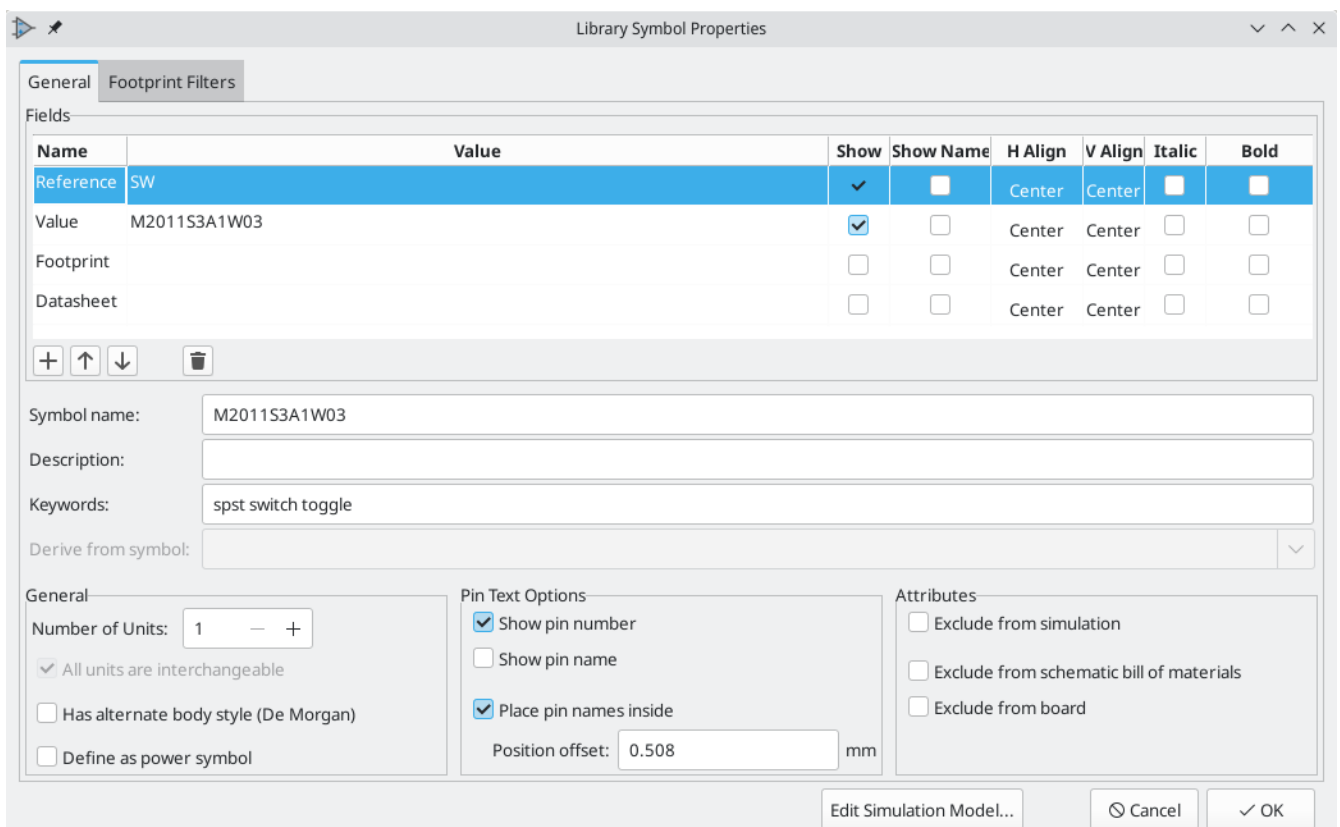 Library Symbol Properties
General Footprint Filters
Fields
Name Value Show Show Name H Align V Align Italic Bold
Reference SW Center Center
Value M2011S3A1W03 Center Center
Footprint Center Center
Datasheet Center Center
Symbol name: M2011S3A1W03
Description:
Keywords: spst switch toggle
Derive from symbol:
General Pin Text Options Attributes
Number of Units: 1 Show pin number Exclude from simulation
All units are interchangeable Show pin name Exclude from schematic bill of materials
Has alternate body style (De Morgan) Place pin names inside Exclude from board
Define as power symbol Position offset: 0.508 mm
Edit Simulation Model... Cancel OK